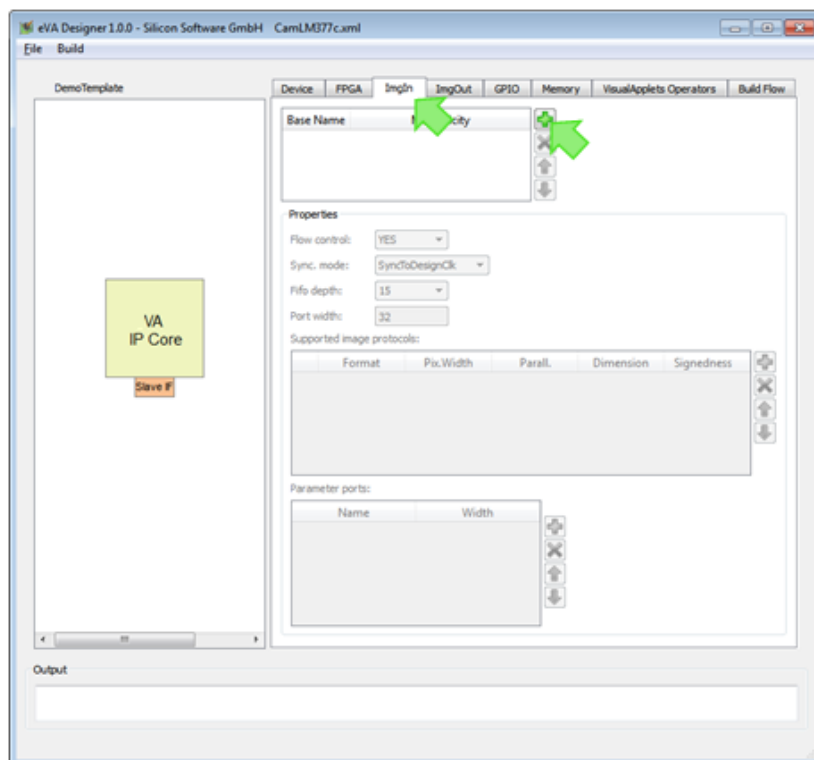 eVA Designer 1.0.0 - Silicon Software GmbH CamLM377c.xml
File Build
DemoTemplate
Device FPGA ImgIn ImgOut GPIO Memory VisualApplets Operators Build Flow
Base Name
VA
IP Core
Slave IF
Properties
Flow control: YES
Sync. mode: SyncToDesignClk
Fifo depth: 15
Port width: 32
Supported image protocols:
Format Pix.Width Parall. Dimension Signedness
Parameter ports:
Name Width
Output